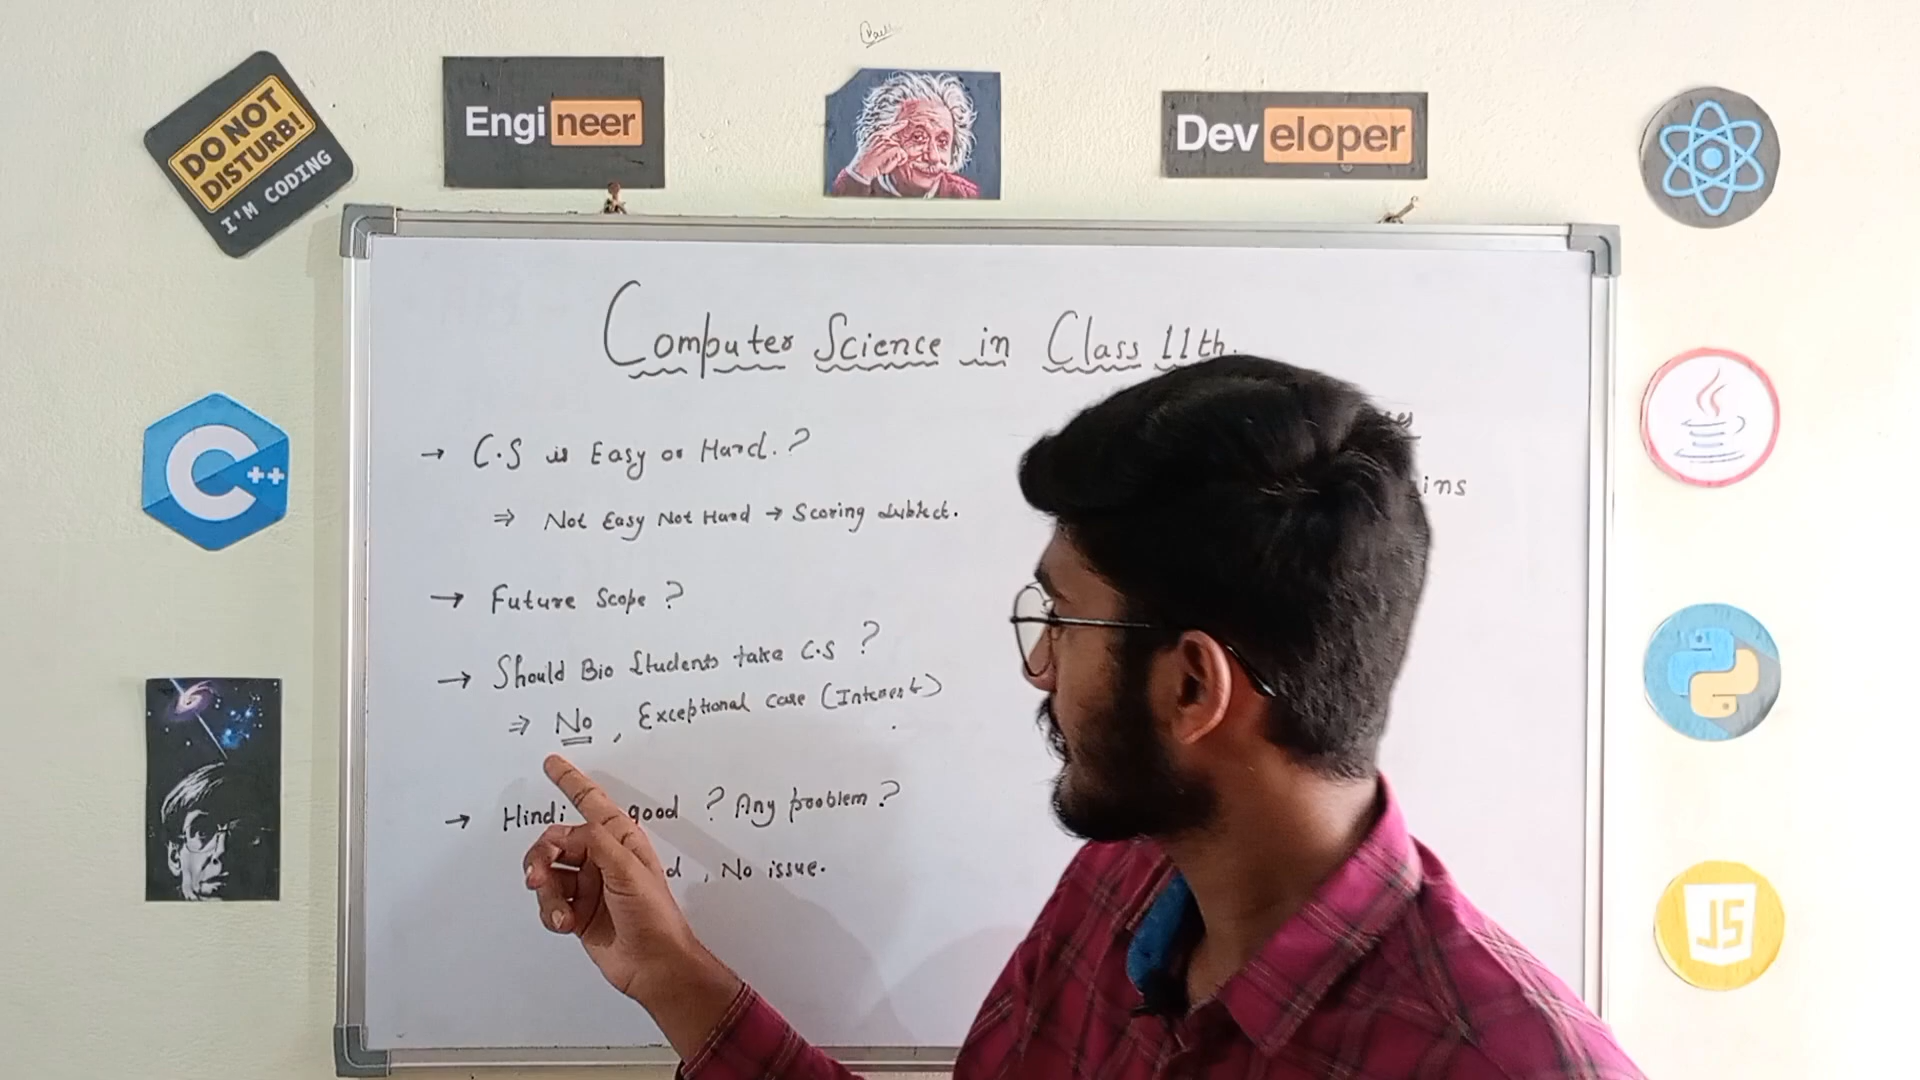 DO NOT
DISTURB!
I'M CODING
Engineer
Developer
Computer Science in Class 11th.
→ C.S is Easy or Hard.?
⇒ Not Easy Not Hard → Scoring subject.
→ Future Scope ?
→ Should Bio Students take C.S ?
⇒ No , Exceptional case (Interest)
→ Hindi good ? Any problem ?
d , No issue.
ses
ins
C++
JS